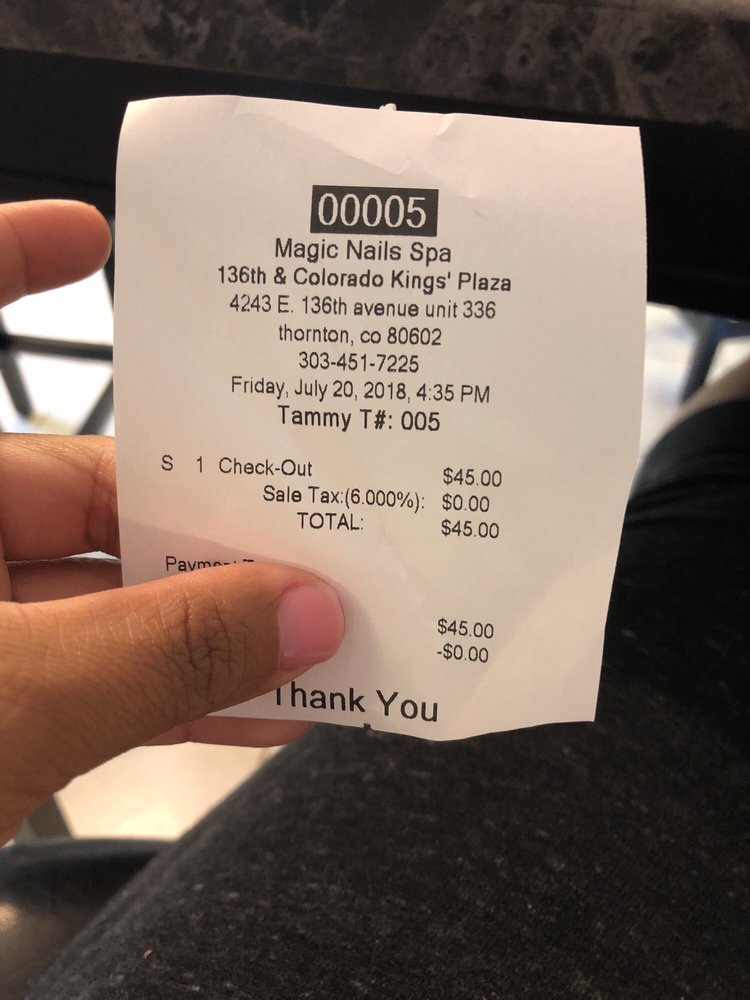 00005
Magic Nails Spa
136th & Colorado Kings' Plaza
4243 E. 136th avenue unit 336
thornton, co 80602
303-451-7225
Friday, July 20, 2018, 4:35 PM
Tammy T#: 005
S 1 Check-Out $45.00
Sale Tax:(6.000%): $0.00
TOTAL: $45.00
$45.00
-$0.00
Thank You